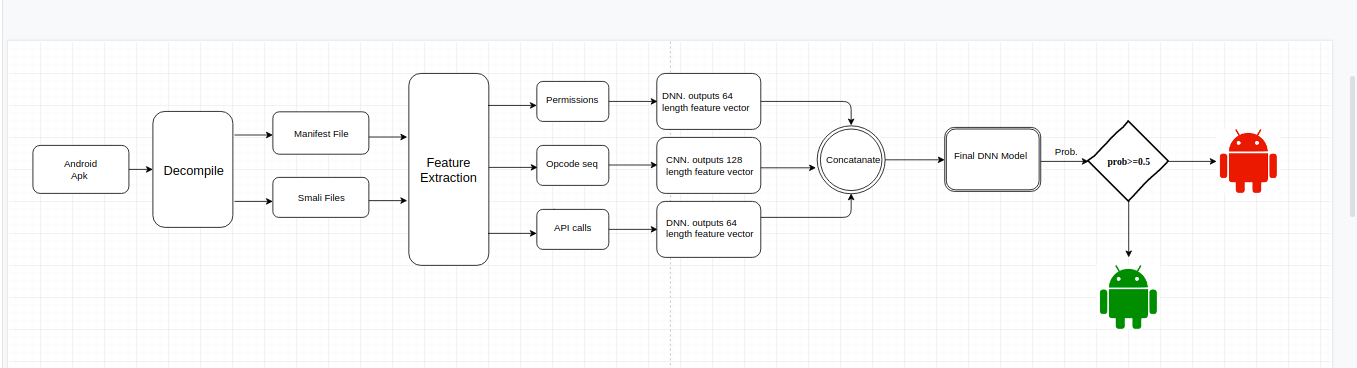 Android
Apk
Decompile
Manifest File
Smali Files
Feature
Extraction
Permissions
Opcode seq
API calls
DNN. outputs 64
length feature vector
CNN. outputs 128
length feature vector
DNN. outputs 64
length feature vector
Concatenate
Final DNN Model
Prob.
prob>=0.5